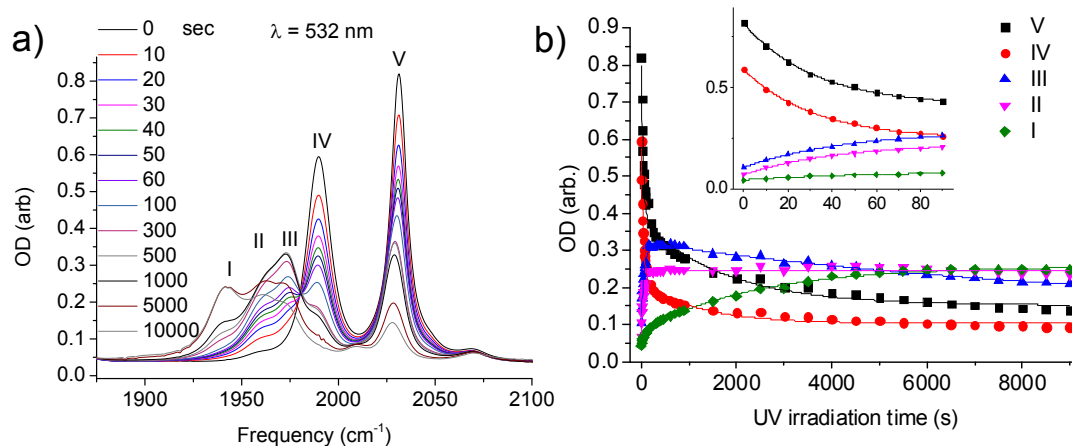 a)
0 sec
10
20
30
40
50
60
100
300
500
1000
5000
10000
λ = 532 nm
I
II
III
IV
V
0.8
0.7
0.6
0.5
0.4
0.3
0.2
0.1
0.0
OD (arb)
1900 1950 2000 2050 2100
Frequency (cm⁻¹)
b)
0.9
0.8
0.7
0.6
0.5
0.4
0.3
0.2
0.1
0.0
OD (arb.)
0 2000 4000 6000 8000
UV irradiation time (s)
0.5
0.0
0 20 40 60 80
V
IV
III
II
I